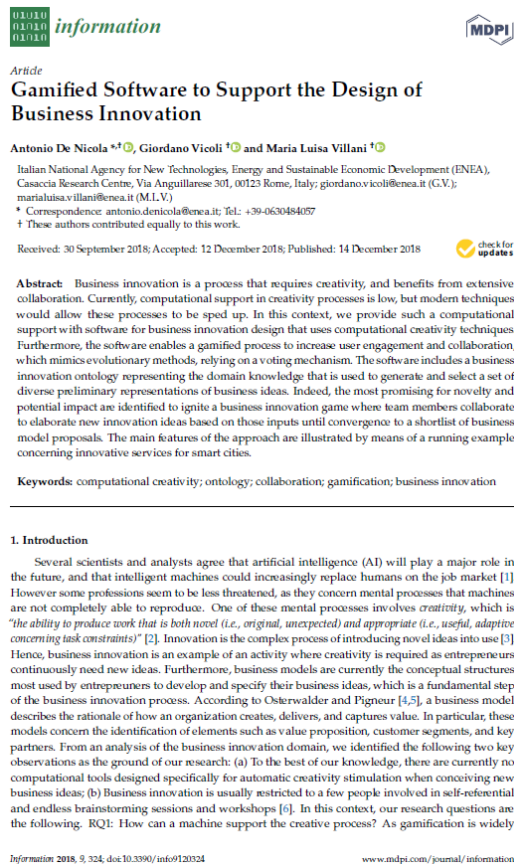 01010
01010
01010
information
MDPI
Article
Gamified Software to Support the Design of
Business Innovation
Antonio De Nicola *,†, Giordano Vicoli † and Maria Luisa Villani †
Italian National Agency for New Technologies, Energy and Sustainable Economic Development (ENEA),
Casaccia Research Centre, Via Anguillarese 301, 00123 Rome, Italy; giordano.vicoli@enea.it (G.V.);
marialuisa.villani@enea.it (M.L.V.)
* Correspondence: antonio.denicola@enea.it; Tel.: +39-0630484057
† These authors contributed equally to this work.
Received: 30 September 2018; Accepted: 12 December 2018; Published: 14 December 2018
check for
updates
Abstract: Business innovation is a process that requires creativity, and benefits from extensive
collaboration. Currently, computational support in creativity processes is low, but modern techniques
would allow these processes to be sped up. In this context, we provide such a computational
support with software for business innovation design that uses computational creativity techniques
Furthermore, the software enables a gamified process to increase user engagement and collaboration,
which mimics evolutionary methods, relying on a voting mechanism. The software includes a business
innovation ontology representing the domain knowledge that is used to generate and select a set of
diverse preliminary representations of business ideas. Indeed, the most promising for novelty and
potential impact are identified to ignite a business innovation game where team members collaborate
to elaborate new innovation ideas based on those inputs until convergence to a shortlist of business
model proposals. The main features of the approach are illustrated by means of a running example
concerning innovative services for smart cities.
Keywords: computational creativity; ontology; collaboration; gamification; business innovation
1. Introduction
Several scientists and analysts agree that artificial intelligence (AI) will play a major role in
the future, and that intelligent machines could increasingly replace humans on the job market [1]
However some professions seem to be less threatened, as they concern mental processes that machines
are not completely able to reproduce. One of these mental processes involves creativity, which is
"the ability to produce work that is both novel (i.e., original, unexpected) and appropriate (i.e., useful, adaptive
concerning task constraints)" [2]. Innovation is the complex process of introducing novel ideas into use [3]
Hence, business innovation is an example of an activity where creativity is required as entrepreneurs
continuously need new ideas. Furthermore, business models are currently the conceptual structures
most used by entrepreuners to develop and specify their business ideas, which is a fundamental step
of the business innovation process. According to Osterwalder and Pigneur [4,5], a business model
describes the rationale of how an organization creates, delivers, and captures value. In particular, these
models concern the identification of elements such as value proposition, customer segments, and key
partners. From an analysis of the business innovation domain, we identified the following two key
observations as the ground of our research: (a) To the best of our knowledge, there are currently no
computational tools designed specifically for automatic creativity stimulation when conceiving new
business ideas; (b) Business innovation is usually restricted to a few people involved in self-referential
and endless brainstorming sessions and workshops [6]. In this context, our research questions are
the following. RQ1: How can a machine support the creative process? As gamification is widely
Information 2018, 9, 324; doi:10.3390/info9120324
www.mdpi.com/journal/information